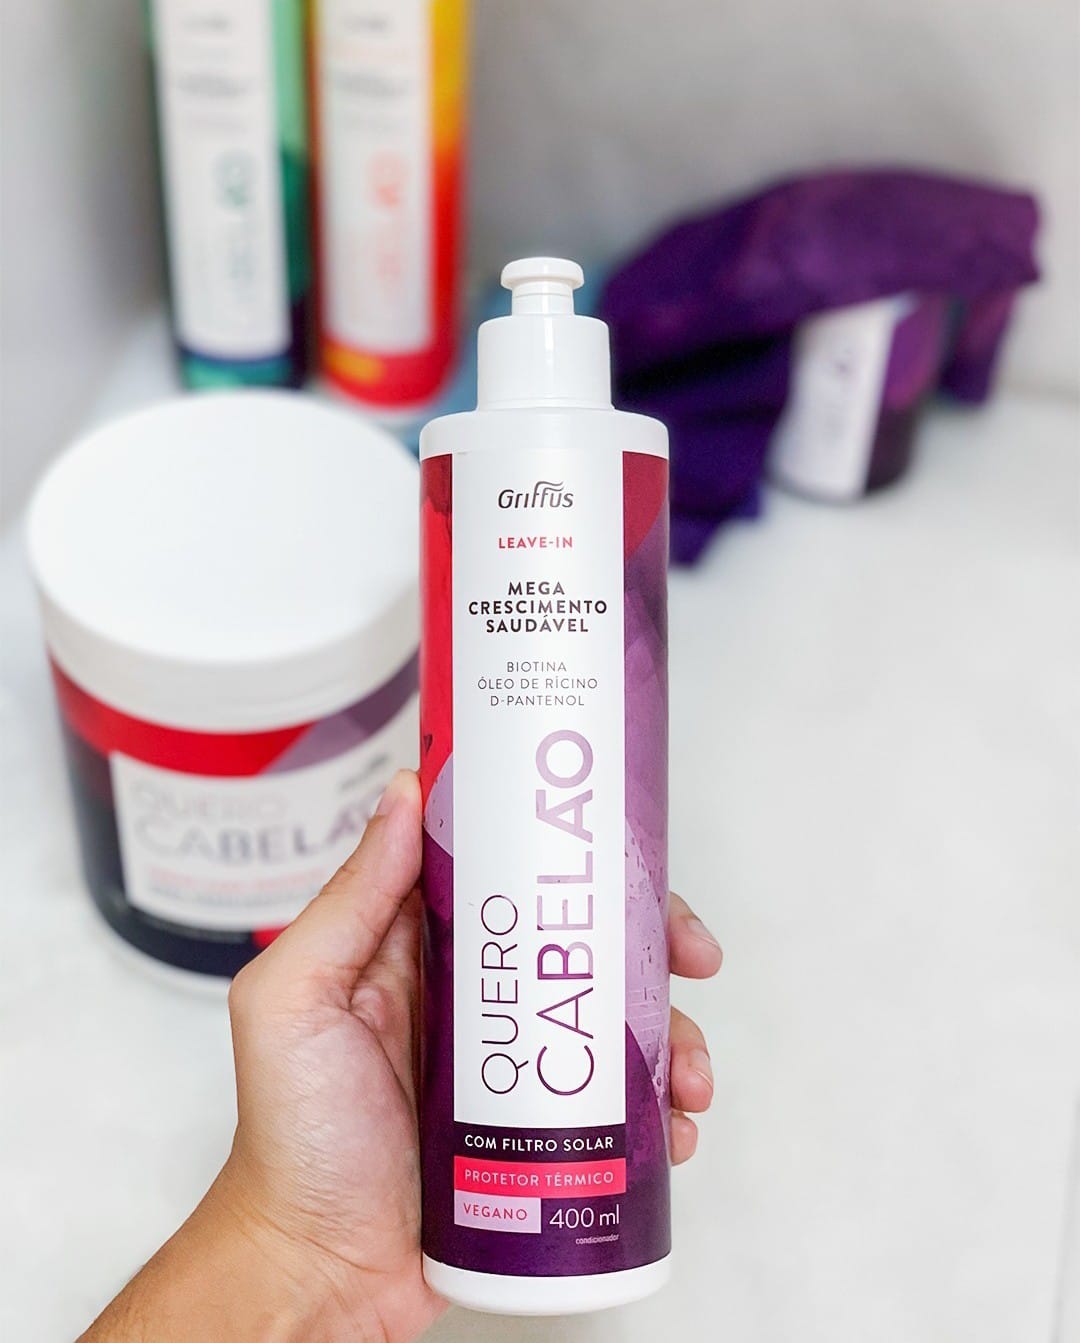 Griffus
LEAVE-IN
MEGA
CRESCIMENTO
SAUDÁVEL
BIOTINA
ÓLEO DE RÍCINO
D-PANTENOL
QUERO
CABELÃO
COM FILTRO SOLAR
PROTETOR TÉRMICO
VEGANO
400 ml
condicionador
QUERO
CABELÃO